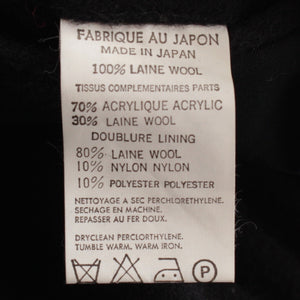 FABRIQUE AU JAPON
MADE IN JAPAN
100% LAINE WOOL
TISSUS COMPLEMENTAIRES PARTS
70% ACRYLIQUE ACRYLIC
30% LAINE WOOL
DOUBLURE LINING
80% LAINE WOOL
10% NYLON NYLON
10% POLYESTER POLYESTER
NETTOYAGE A SEC PERCHLORETHYLENE.
SECHAGE EN MACHINE.
REPASSER AU FER DOUX.
DRYCLEAN PERCLORTHYLENE.
TUMBLE WARM, WARM IRON.
P